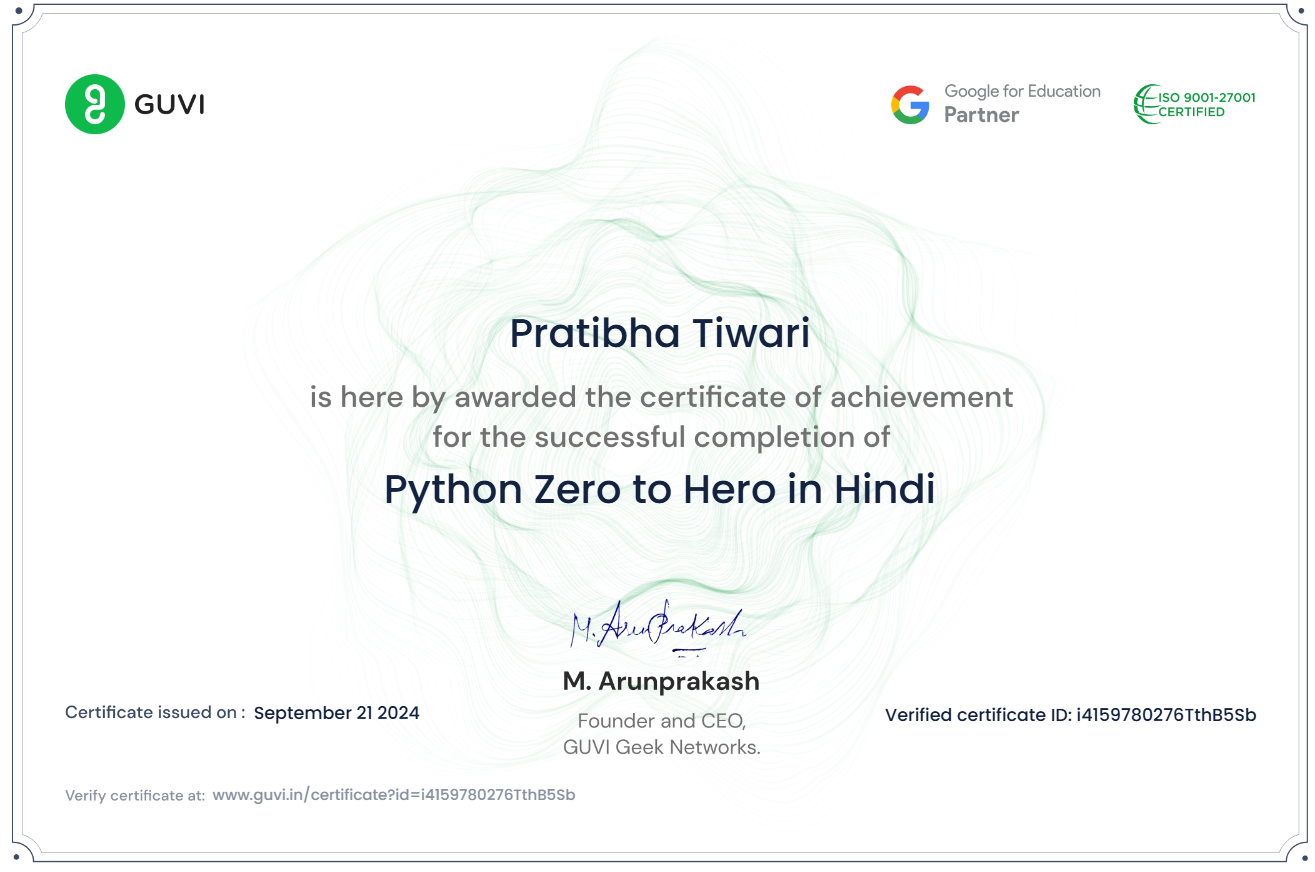 GUVI
Google for Education
Partner
ISO 9001-27001
CERTIFIED
Pratibha Tiwari
is here by awarded the certificate of achievement
for the successful completion of
Python Zero to Hero in Hindi
M. ArunPrakash
M. Arunprakash
Founder and CEO,
GUVI Geek Networks.
Certificate issued on : September 21 2024
Verified certificate ID: i4159780276TthB5Sb
Verify certificate at: www.guvi.in/certificate?id=i4159780276TthB5Sb